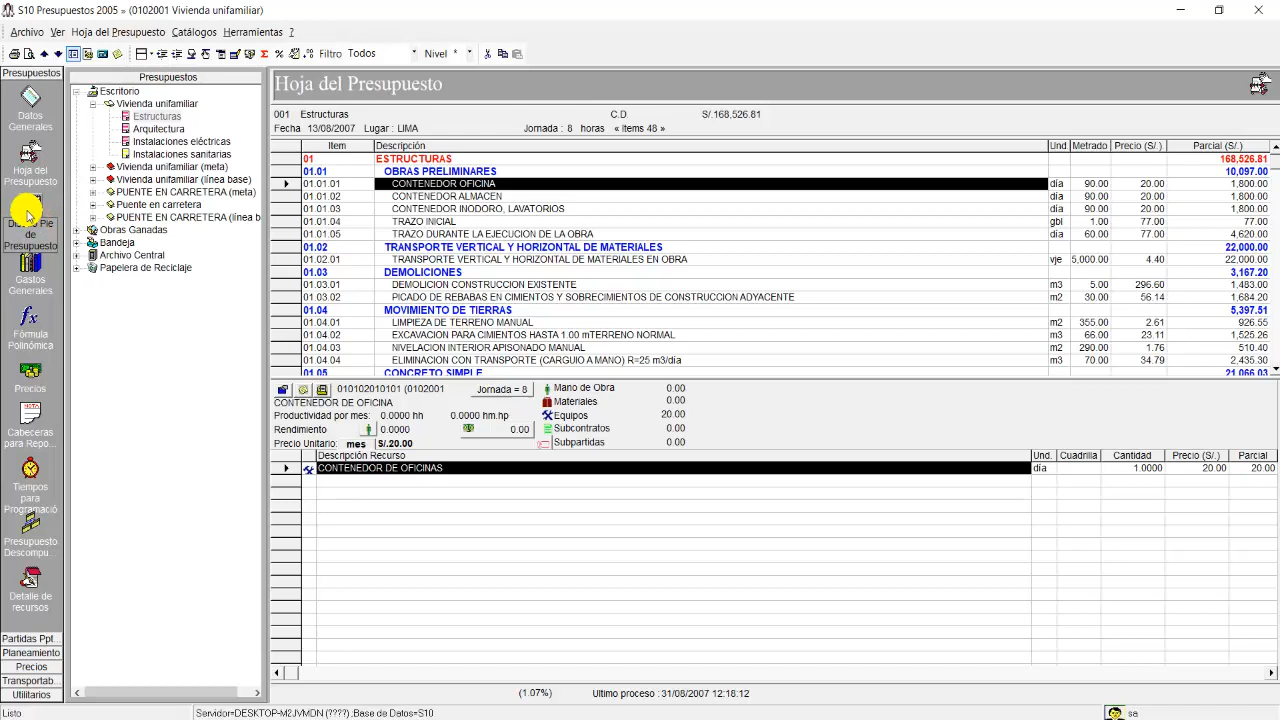 S10 Presupuestos 2005 » (0102001 Vivienda unifamiliar)
Archivo Ver Hoja del Presupuesto Catálogos Herramientas ?
Filtro Todos Nivel *
Presupuestos
Datos Generales
Hoja del Presupuesto
Pie de Presupuesto
Gastos Generales
Fórmula Polinómica
Precios
Cabeceras para Repo...
Tiempos para Programació
Presupuesto Descompu...
Detalle de recursos
Partidas Ppt...
Planeamiento
Precios
Transportab...
Utilitarios
Presupuestos
Escritorio
Vivienda unifamiliar
Estructuras
Arquitectura
Instalaciones eléctricas
Instalaciones sanitarias
Vivienda unifamiliar (meta)
Vivienda unifamiliar (línea base)
PUENTE EN CARRETERA (meta)
Puente en carretera
PUENTE EN CARRETERA (línea b
Obras Ganadas
Bandeja
Archivo Central
Papelera de Reciclaje
Hoja del Presupuesto
001 Estructuras C.D. S/.168,526.81
Fecha 13/08/2007 Lugar : LIMA Jornada : 8 horas « Items 48 »
Item Descripción Und. Metrado Precio (S/.) Parcial (S/.)
01 ESTRUCTURAS 168,526.81
01.01 OBRAS PRELIMINARES 10,097.00
01.01.01 CONTENEDOR OFICINA día 90.00 20.00 1,800.00
01.01.02 CONTENEDOR ALMACEN día 90.00 20.00 1,800.00
01.01.03 CONTENEDOR INODORO, LAVATORIOS día 90.00 20.00 1,800.00
01.01.04 TRAZO INICIAL gbl 1.00 77.00 77.00
01.01.05 TRAZO DURANTE LA EJECUCION DE LA OBRA día 60.00 77.00 4,620.00
01.02 TRANSPORTE VERTICAL Y HORIZONTAL DE MATERIALES 22,000.00
01.02.01 TRANSPORTE VERTICAL Y HORIZONTAL DE MATERIALES EN OBRA vje 5,000.00 4.40 22,000.00
01.03 DEMOLICIONES 3,167.20
01.03.01 DEMOLICION CONSTRUCCION EXISTENTE m3 5.00 296.60 1,483.00
01.03.02 PICADO DE REBABAS EN CIMIENTOS Y SOBRECIMIENTOS DE CONSTRUCCION ADYACENTE m2 30.00 56.14 1,684.20
01.04 MOVIMIENTO DE TIERRAS 5,397.51
01.04.01 LIMPIEZA DE TERRENO MANUAL m2 355.00 2.61 926.55
01.04.02 EXCAVACION PARA CIMIENTOS HASTA 1.00 mTERRENO NORMAL m3 66.00 23.11 1,525.26
01.04.03 NIVELACION INTERIOR APISONADO MANUAL m2 290.00 1.76 510.40
01.04.04 ELIMINACION CON TRANSPORTE (CARGUIO A MANO) R=25 m3/dia m3 70.00 34.79 2,435.30
01.05 CONCRETO SIMPLE 21,066.03
010102010101 (0102001 Jornada = 8
CONTENEDOR DE OFICINA
Productividad por mes: 0.0000 hh 0.0000 hm.hp
Rendimiento 0.0000 0.00
Precio Unitario: mes S/.20.00
Mano de Obra 0.00
Materiales 0.00
Equipos 20.00
Subcontratos 0.00
Subpartidas 0.00
Descripción Recurso Und. Cuadrilla Cantidad Precio (S/.) Parcial
CONTENEDOR DE OFICINAS día 1.0000 20.00 20.00
(1.07%) Ultimo proceso : 31/08/2007 12:18:12
Listo Servidor=DESKTOP-M2JVMDN (????) ,Base de Datos=S10 sa